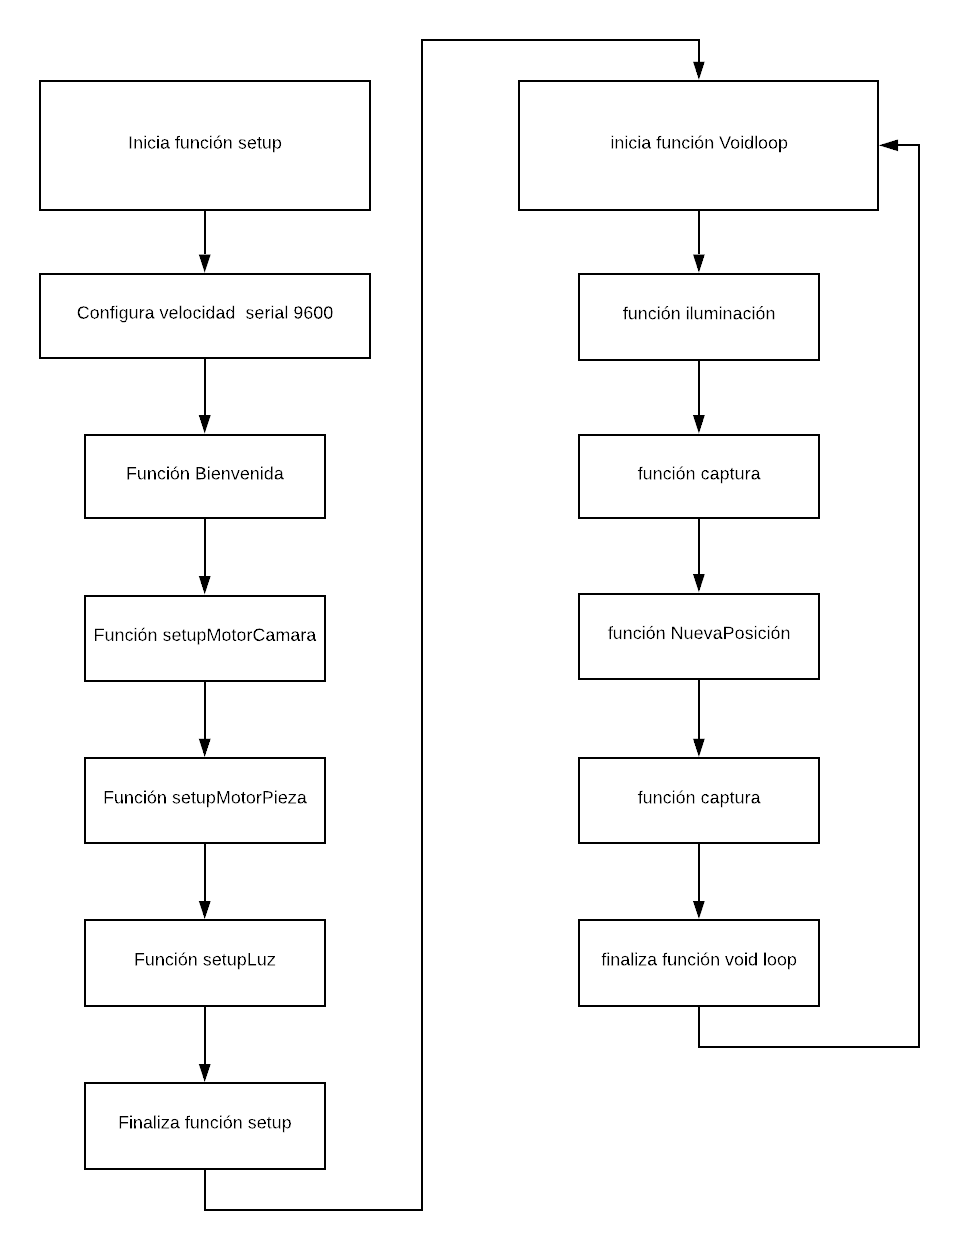 Inicia función setup
Configura velocidad  serial 9600
Función Bienvenida
Función setupMotorCamara
Función setupMotorPieza
Función setupLuz
Finaliza función setup
inicia función Voidloop
función iluminación
función captura
función NuevaPosición
función captura
finaliza función void loop